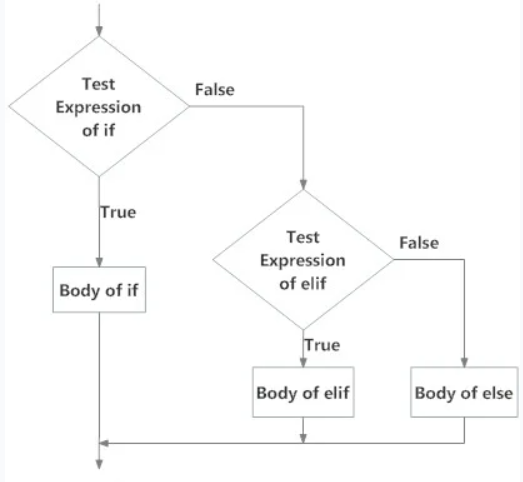 Test
Expression
of if
False
True
Test
Expression
of elif
False
Body of if
True
Body of elif
Body of else